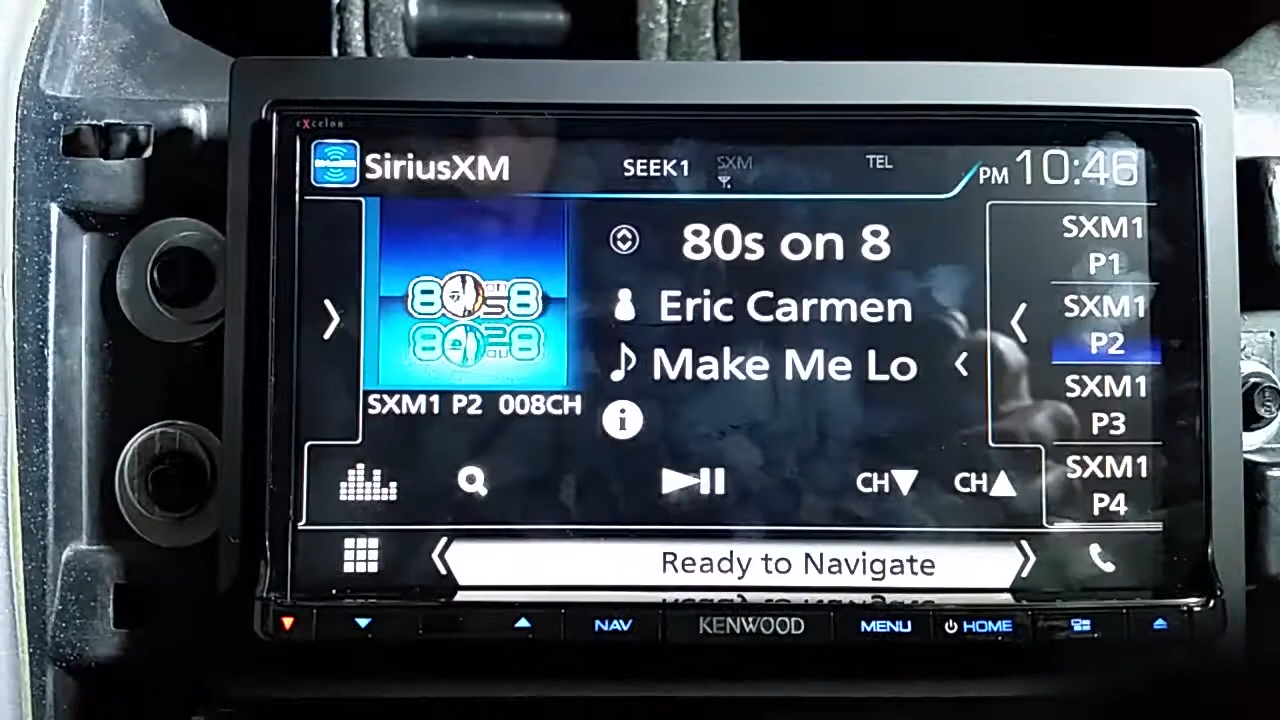 eXcelon
SiriusXM
SEEK1
SXM
TEL
PM 10:46
80s on 8
Eric Carmen
Make Me Lo
SXM1 P2 008CH
SXM1
P1
SXM1
P2
SXM1
P3
SXM1
P4
CH▼ CH▲
Ready to Navigate
NAV
KENWOOD
MENU
HOME